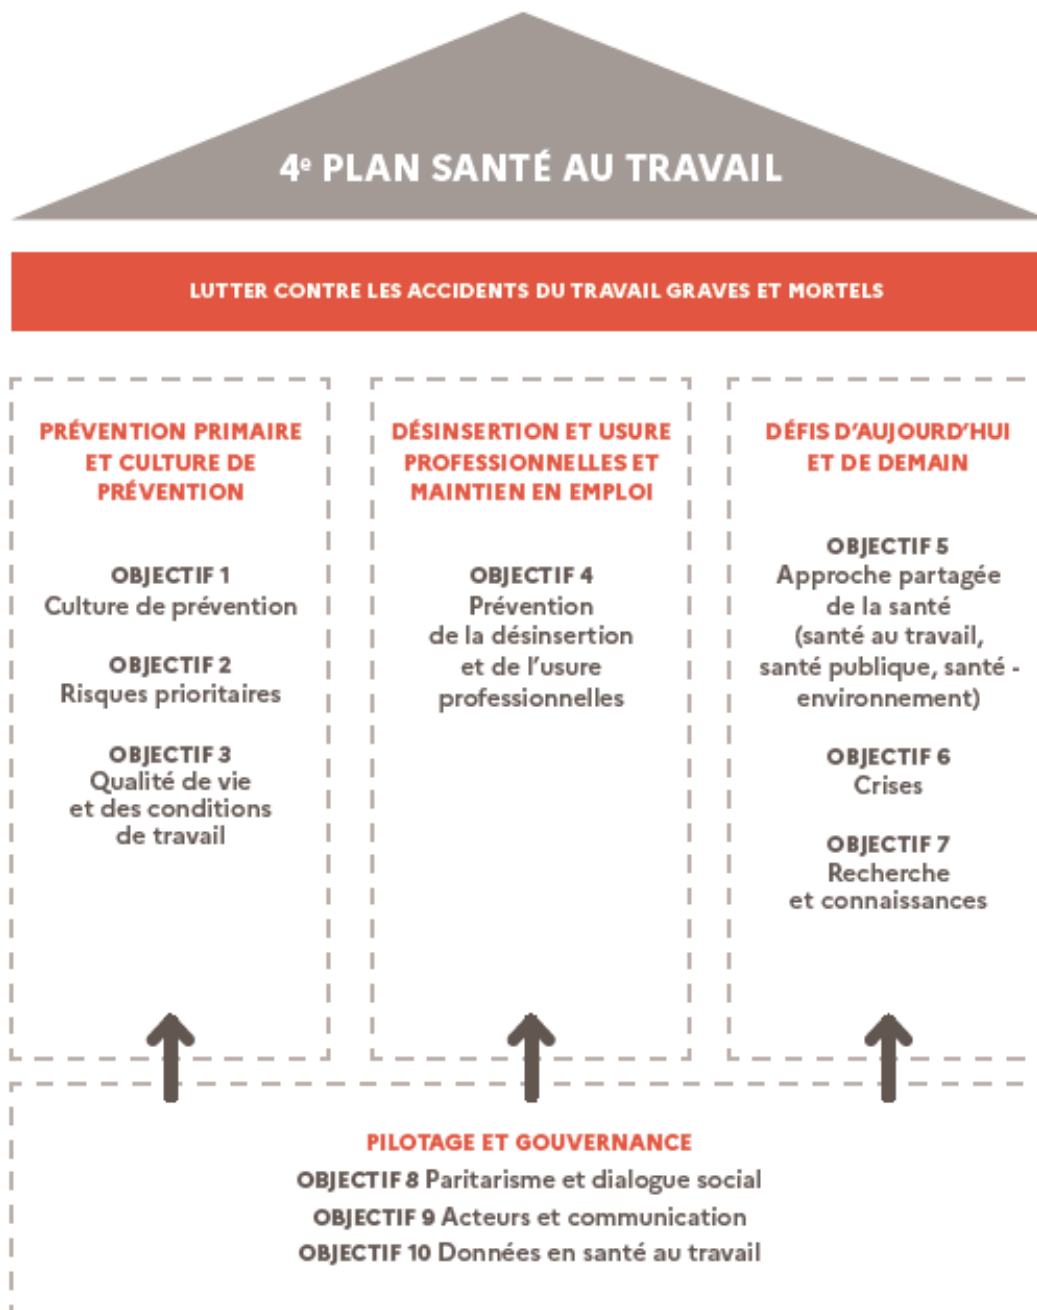 4e PLAN SANTÉ AU TRAVAIL
LUTTER CONTRE LES ACCIDENTS DU TRAVAIL GRAVES ET MORTELS
PRÉVENTION PRIMAIRE
ET CULTURE DE
PRÉVENTION
OBJECTIF 1
Culture de prévention
OBJECTIF 2
Risques prioritaires
OBJECTIF 3
Qualité de vie
et des conditions
de travail
DÉSINSERTION ET USURE
PROFESSIONNELLES ET
MAINTIEN EN EMPLOI
OBJECTIF 4
Prévention
de la désinsertion
et de l’usure
professionnelles
DÉFIS D’AUJOURD’HUI
ET DE DEMAIN
OBJECTIF 5
Approche partagée
de la santé
(santé au travail,
santé publique, santé -
environnement)
OBJECTIF 6
Crises
OBJECTIF 7
Recherche
et connaissances
PILOTAGE ET GOUVERNANCE
OBJECTIF 8 Paritarisme et dialogue social
OBJECTIF 9 Acteurs et communication
OBJECTIF 10 Données en santé au travail